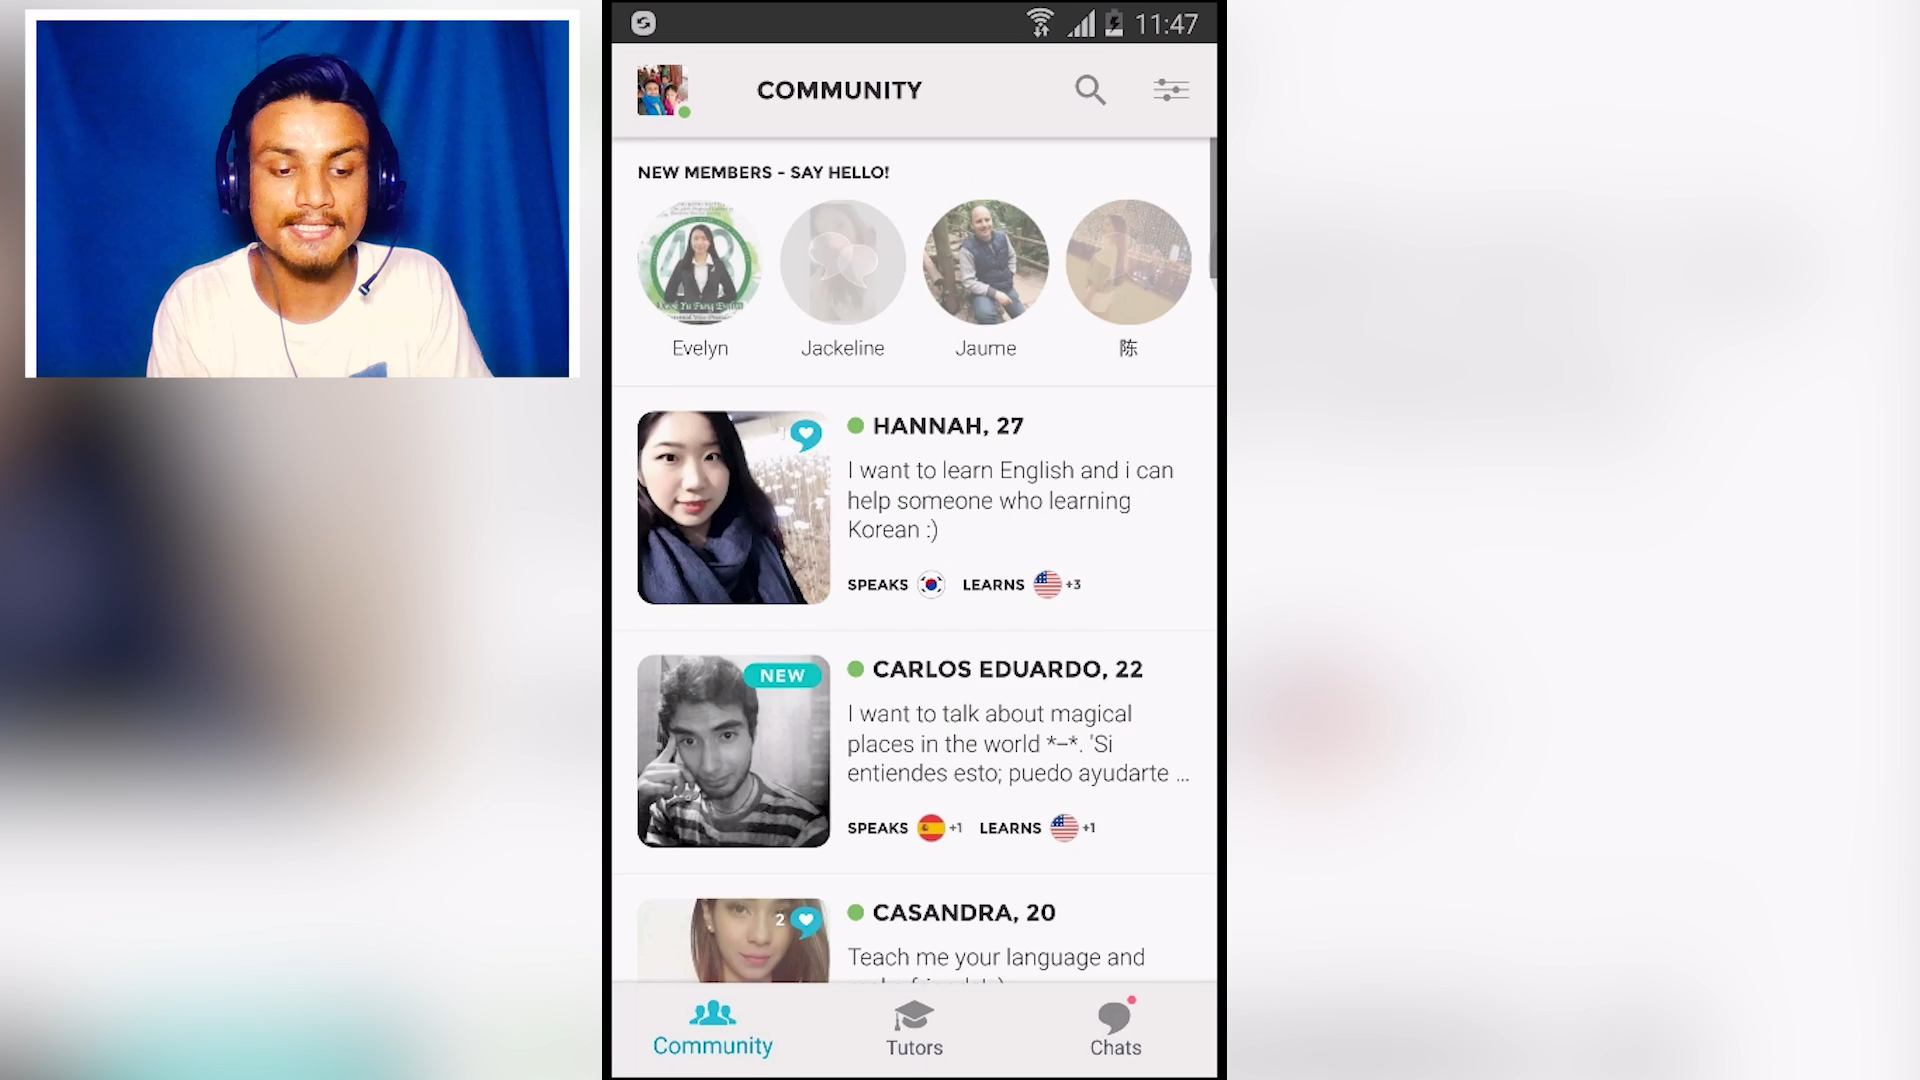 11:47
COMMUNITY
NEW MEMBERS - SAY HELLO!
Evelyn
Jackeline
Jaume
陈
HANNAH, 27
I want to learn English and i can
help someone who learning
Korean :)
SPEAKS
LEARNS
+3
NEW
CARLOS EDUARDO, 22
I want to talk about magical
places in the world *–*. 'Si
entiendes esto; puedo ayudarte ...
SPEAKS
+1
LEARNS
+1
2
CASANDRA, 20
Teach me your language and
Community
Tutors
Chats